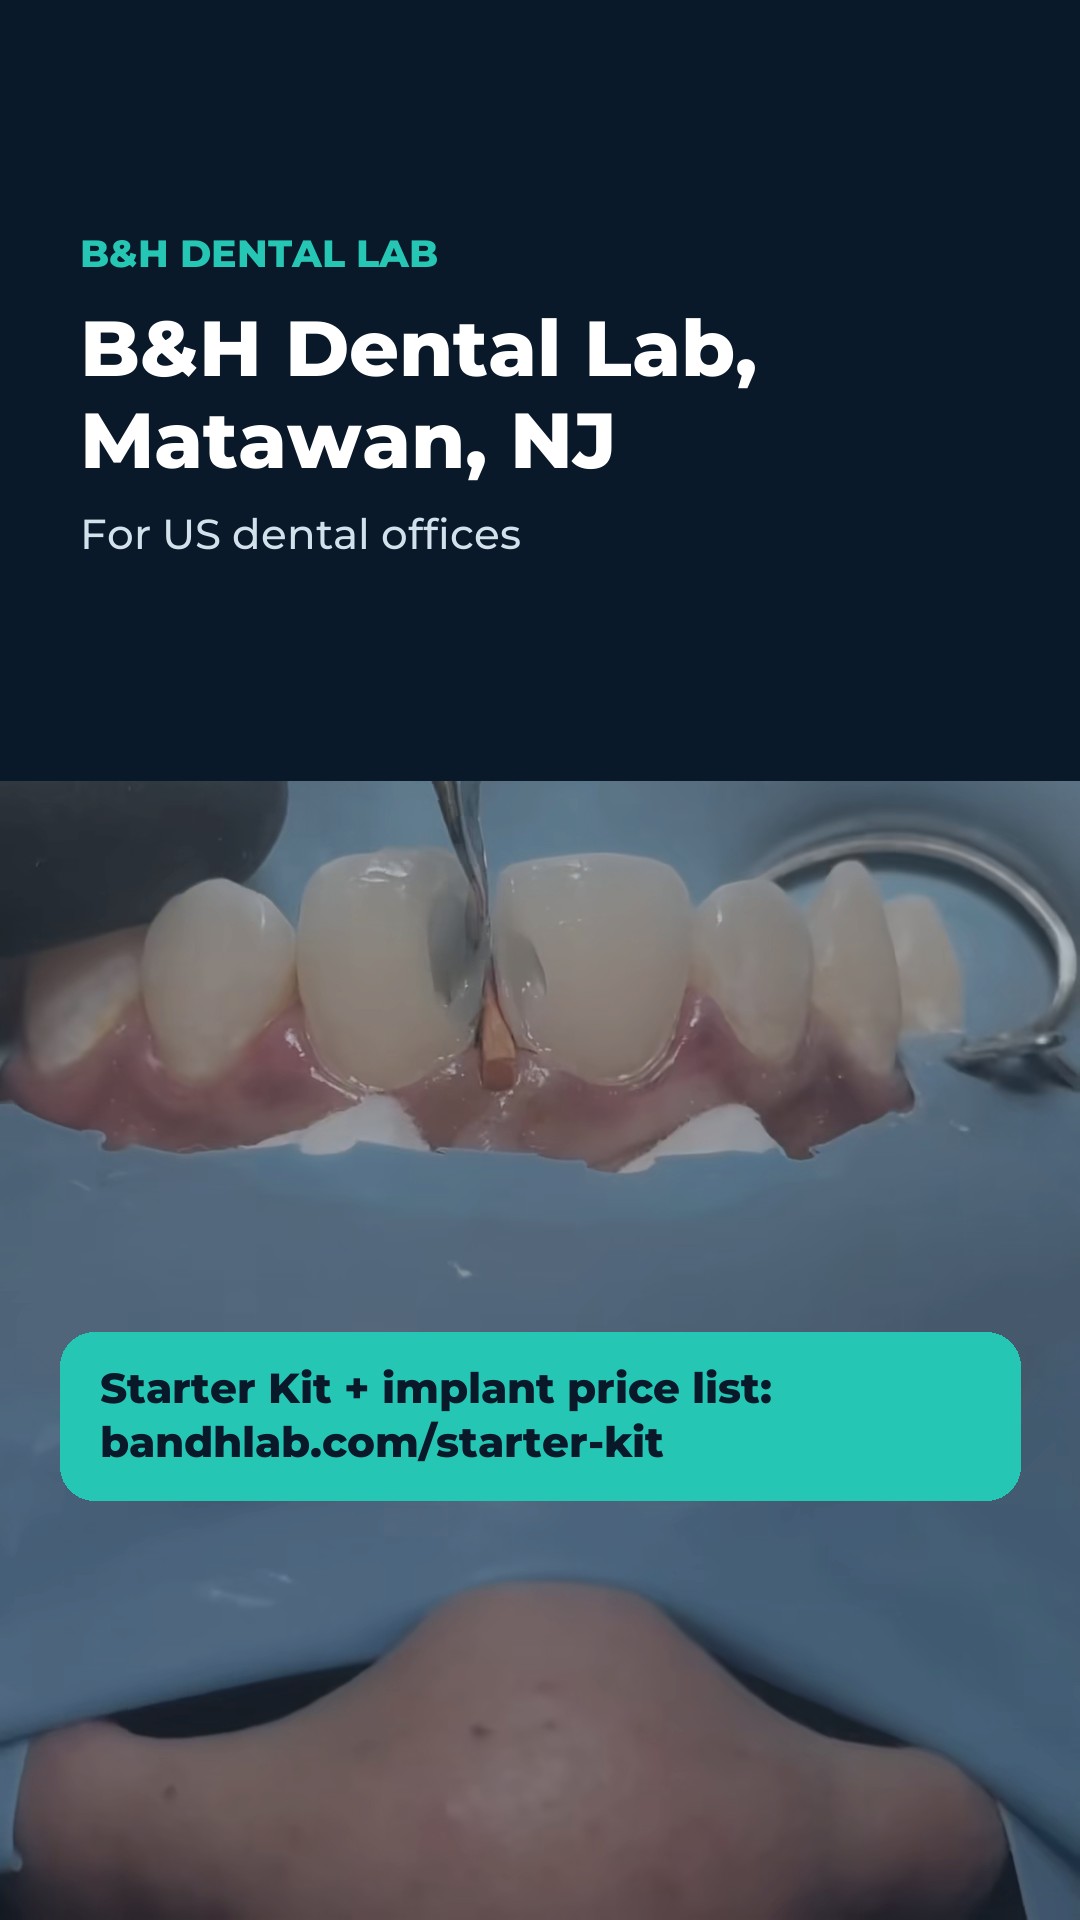 B&H DENTAL LAB
B&H Dental Lab,
Matawan, NJ
For US dental offices
Starter Kit + implant price list:
bandhlab.com/starter-kit